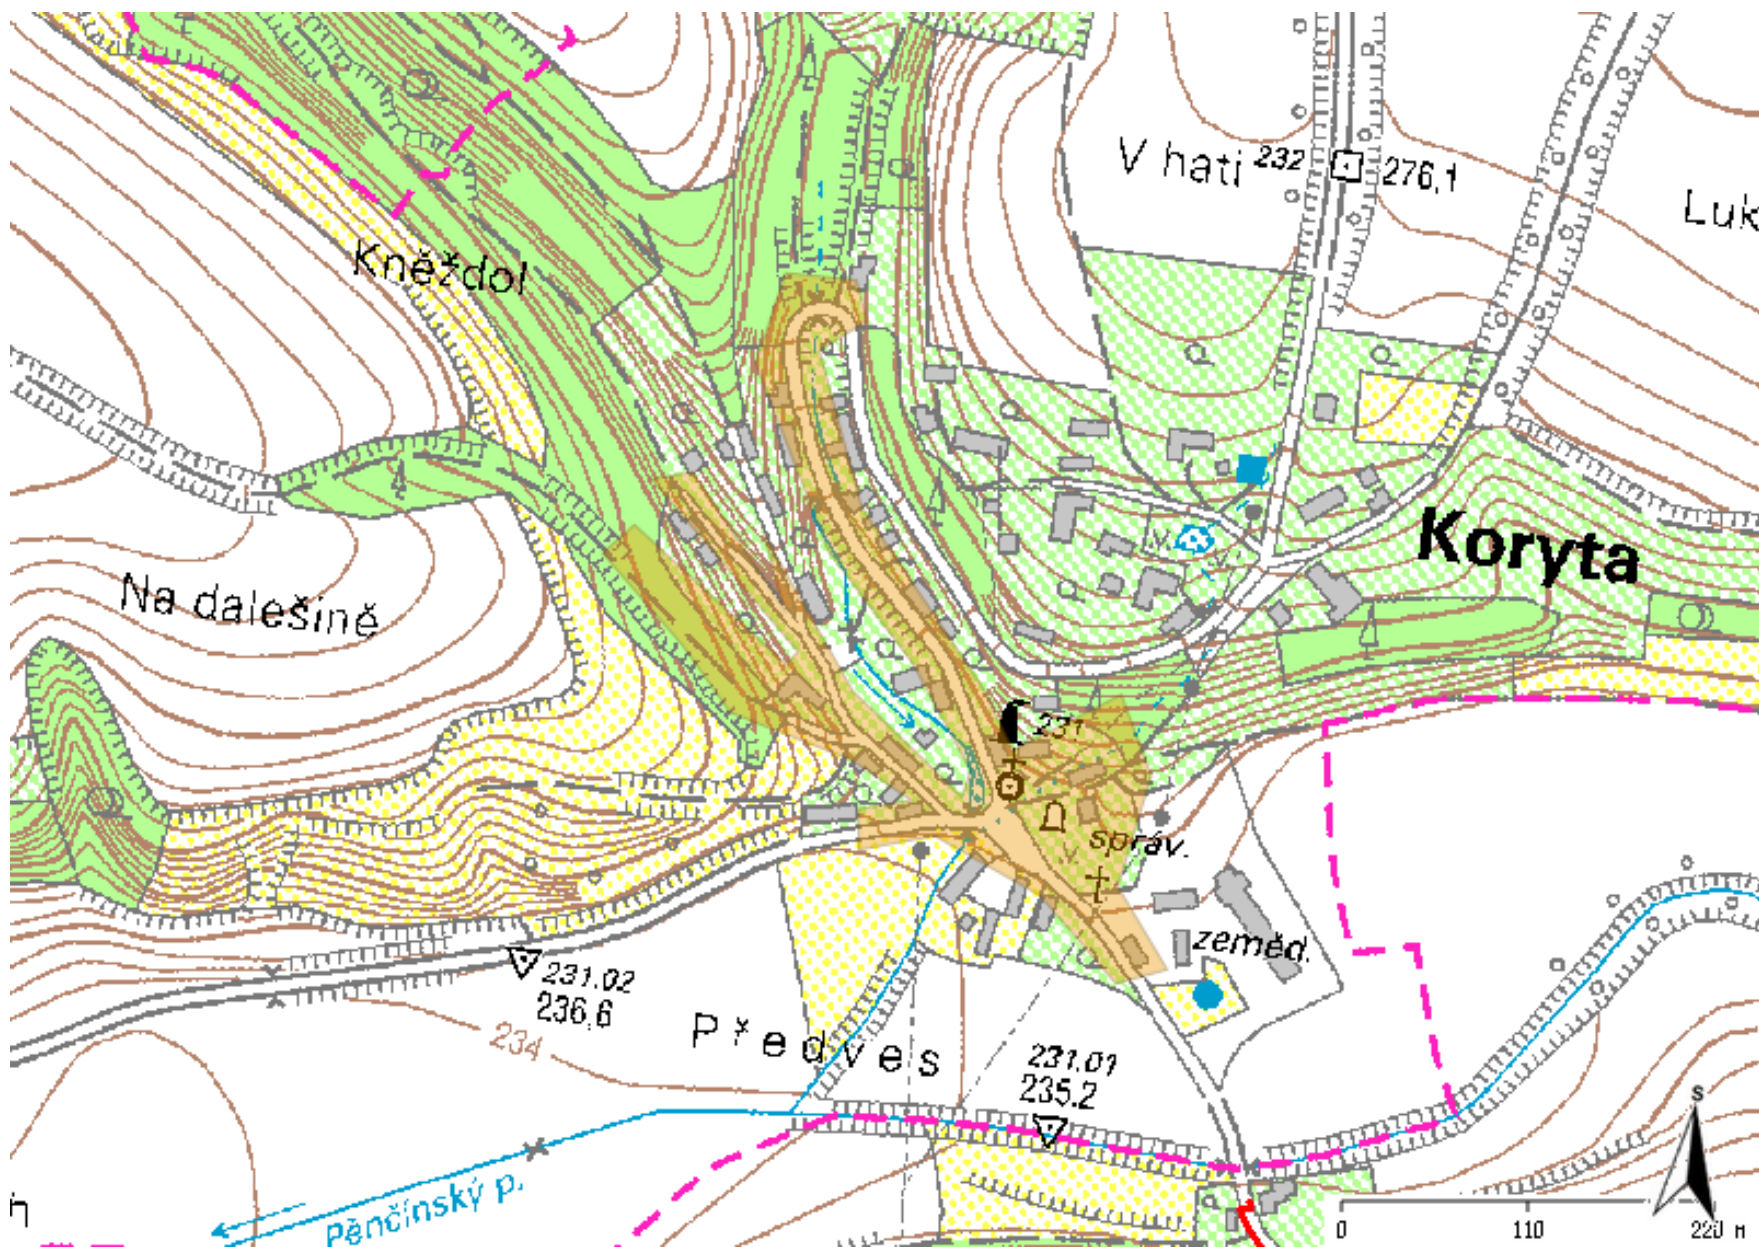 V hati
232
276,1
Luk
Kněždol
Koryta
Na dalešině
231
správ.
zeměd.
231.02
236,6
234
Předves
231.01
235.2
Pěnčínský p.
h
S
0
110
220 м